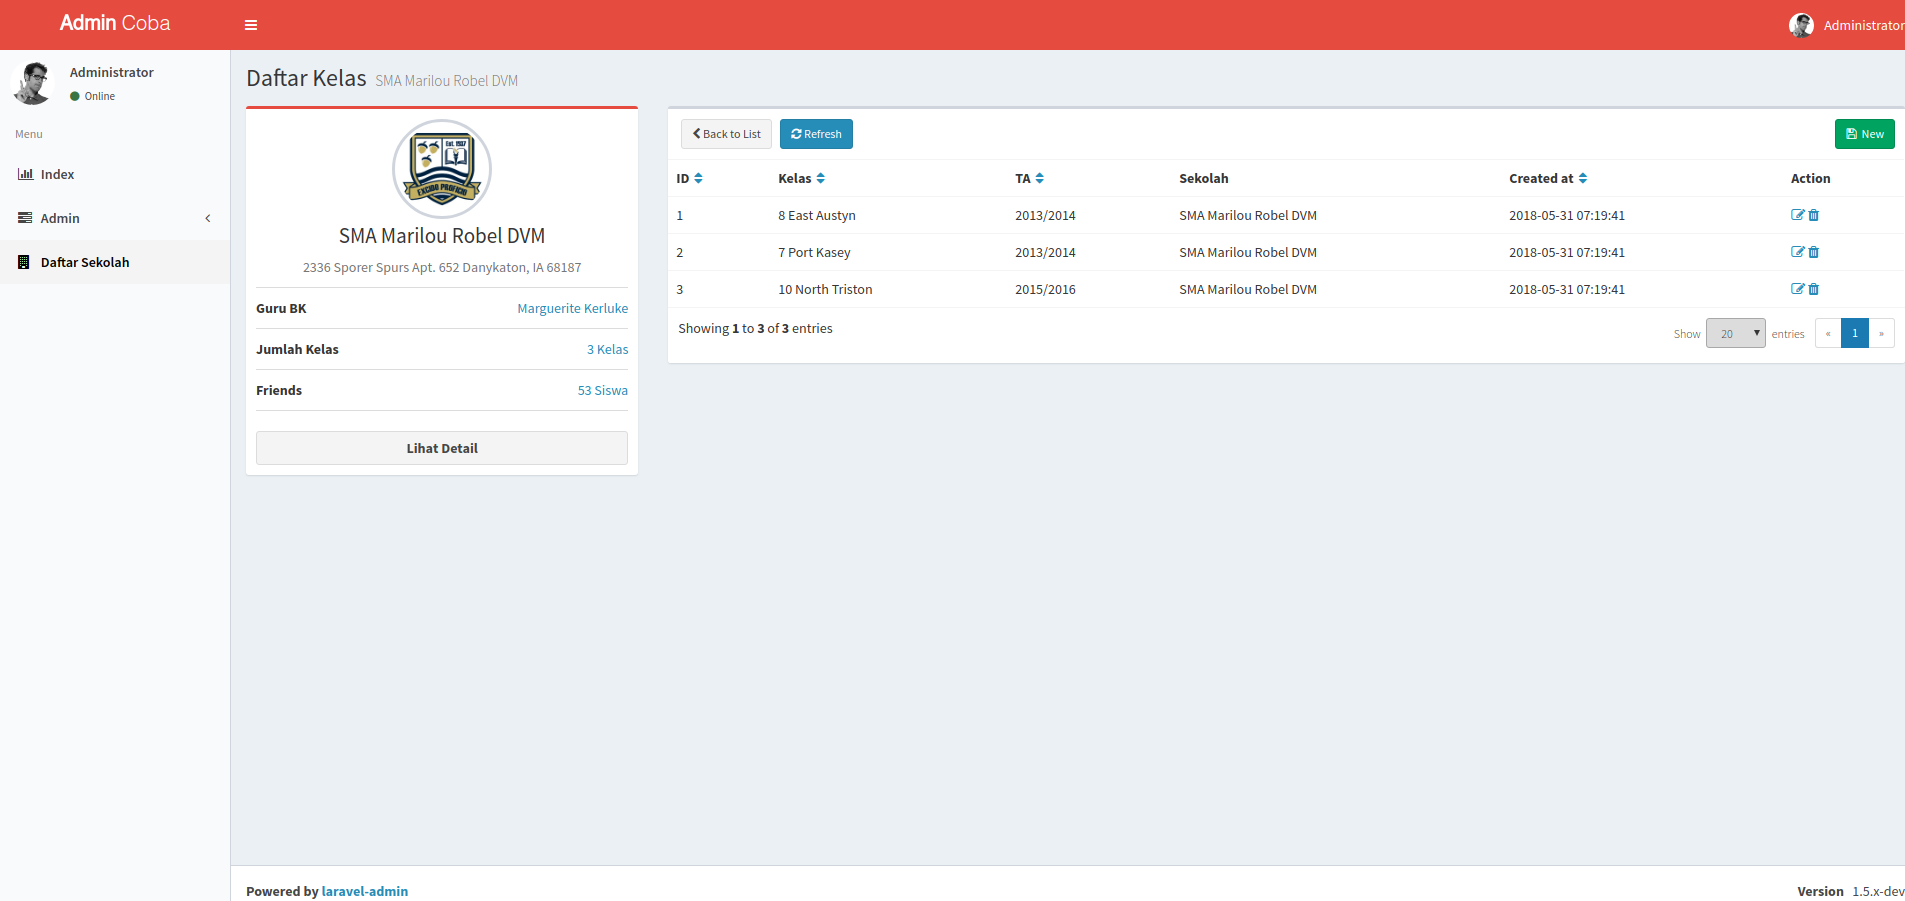 Admin Coba
Administrator
Administrator
Online
Menu
Index
Admin
Daftar Sekolah
Daftar Kelas SMA Marilou Robel DVM
Est. 1927
EXCIDO PROFICIO
SMA Marilou Robel DVM
2336 Sporer Spurs Apt. 652 Danykaton, IA 68187
Guru BK Marguerite Kerluke
Jumlah Kelas 3 Kelas
Friends 53 Siswa
Lihat Detail
Back to List Refresh New
ID Kelas TA Sekolah Created at Action
1 8 East Austyn 2013/2014 SMA Marilou Robel DVM 2018-05-31 07:19:41
2 7 Port Kasey 2013/2014 SMA Marilou Robel DVM 2018-05-31 07:19:41
3 10 North Triston 2015/2016 SMA Marilou Robel DVM 2018-05-31 07:19:41
Showing 1 to 3 of 3 entries
Show 20 entries « 1 »
Powered by laravel-admin
Version 1.5.x-dev